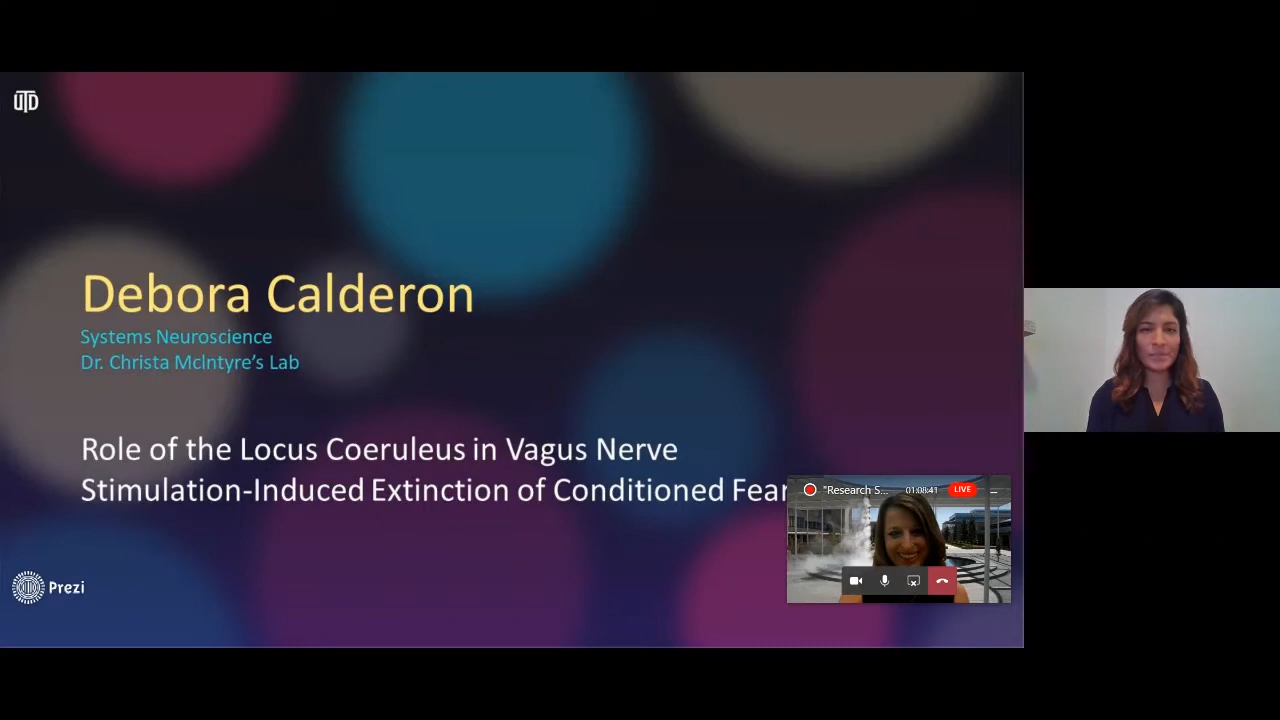 UTD
Debora Calderon
Systems Neuroscience
Dr. Christa McIntyre's Lab
Role of the Locus Coeruleus in Vagus Nerve
Stimulation-Induced Extinction of Conditioned Fear
"Research S... 01:08:41 LIVE
Prezi